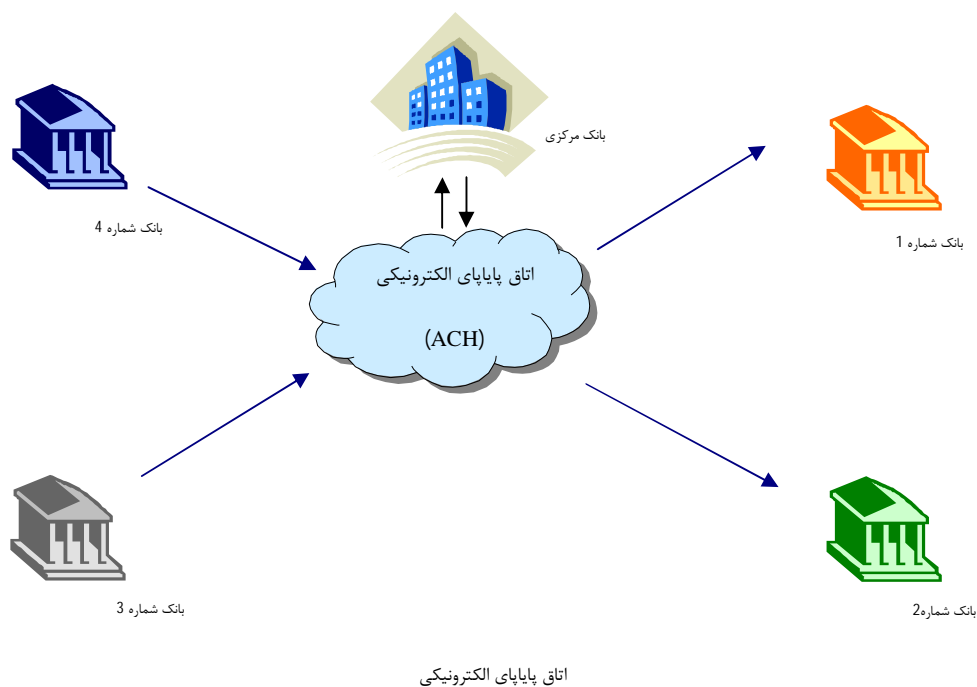 بانک مرکزی
بانک شماره 4
بانک شماره 1
اتاق پایاپای الکترونیکی
(ACH)
بانک شماره 3
بانک شماره2
اتاق پایاپای الکترونیکی